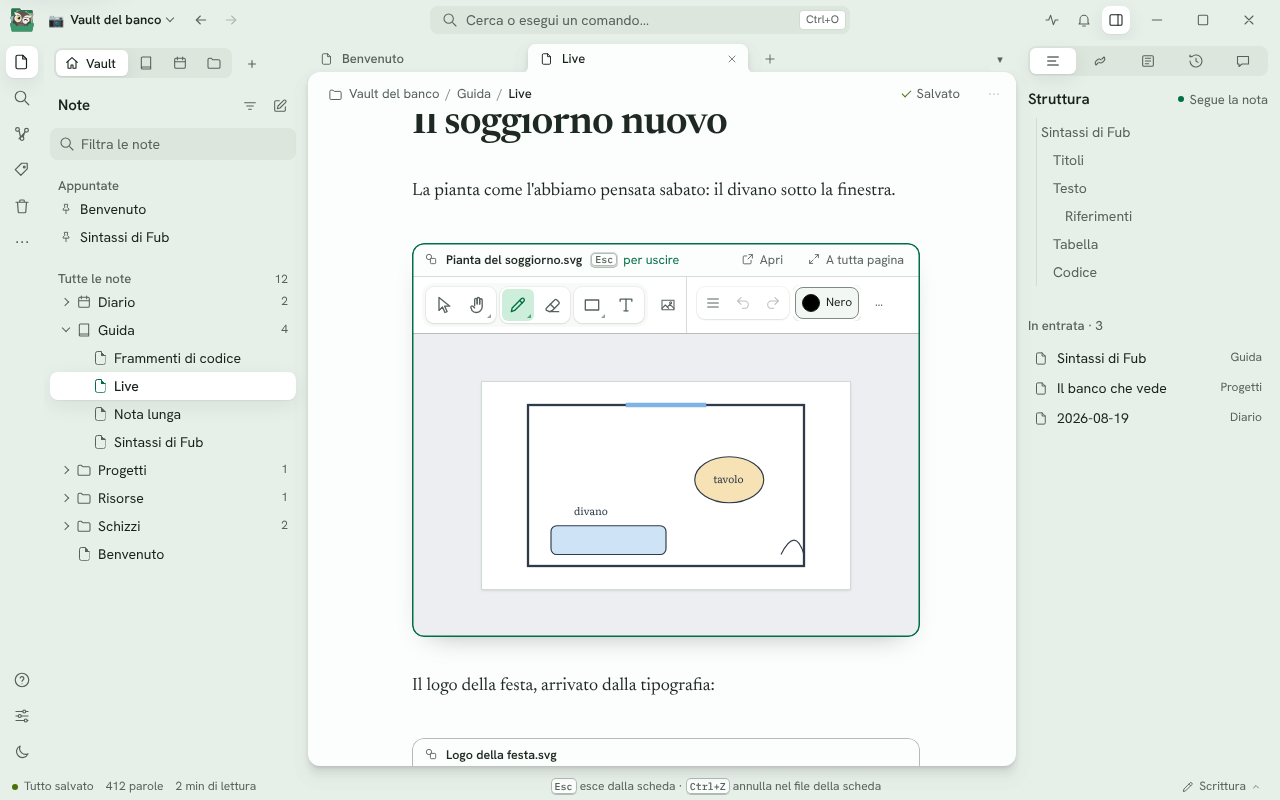 Vault del banco
Cerca o esegui un comando…
Ctrl+O
Vault
Note
Filtra le note
Appuntate
Benvenuto
Sintassi di Fub
Tutte le note 12
Diario 2
Guida 4
Frammenti di codice
Live
Nota lunga
Sintassi di Fub
Progetti 1
Risorse 1
Schizzi 2
Benvenuto
Benvenuto
Live
Vault del banco / Guida / Live
Salvato
Il soggiorno nuovo
La pianta come l'abbiamo pensata sabato: il divano sotto la finestra.
Pianta del soggiorno.svg Esc per uscire Apri A tutta pagina
Nero
tavolo
divano
Il logo della festa, arrivato dalla tipografia:
Logo della festa.svg
Struttura
Segue la nota
Sintassi di Fub
Titoli
Testo
Riferimenti
Tabella
Codice
In entrata · 3
Sintassi di Fub Guida
Il banco che vede Progetti
2026-08-19 Diario
Tutto salvato 412 parole 2 min di lettura
Esc esce dalla scheda · Ctrl+Z annulla nel file della scheda
Scrittura